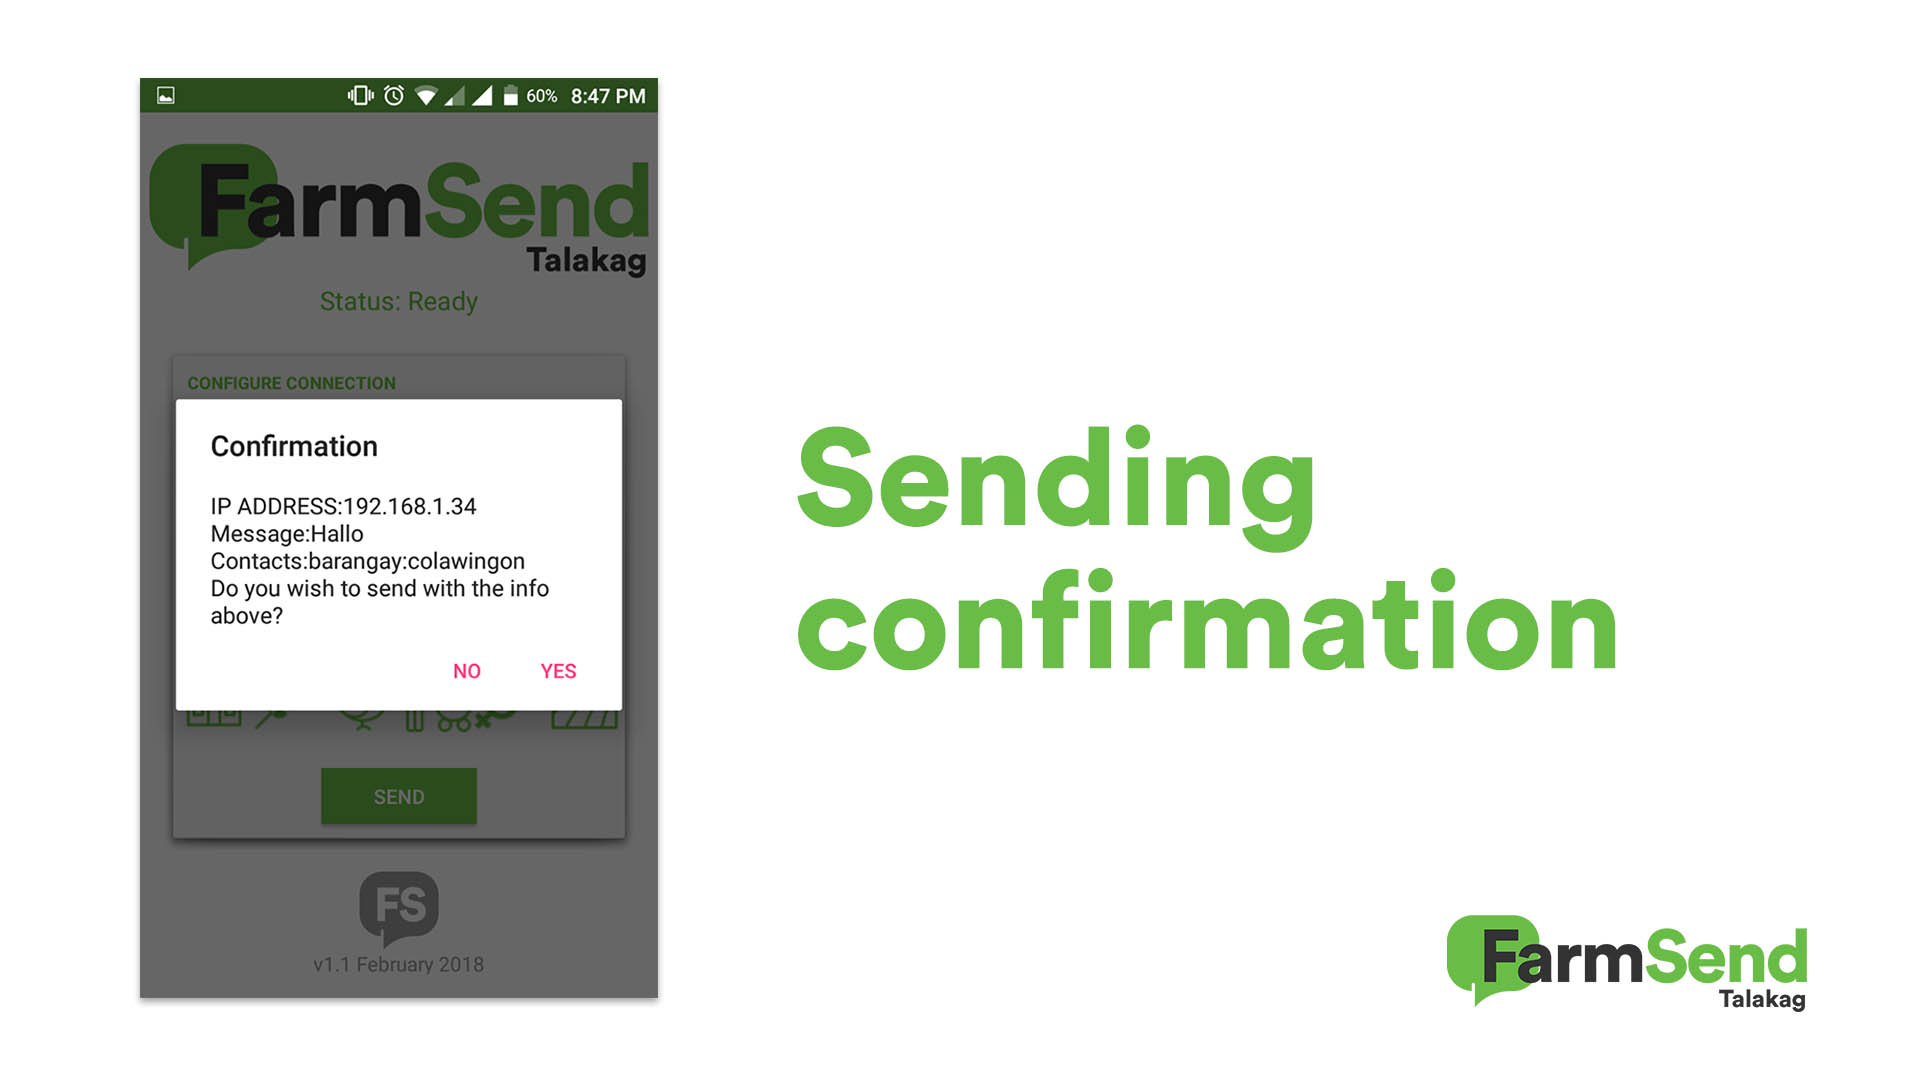 60% 8:47 PM
FarmSend
Talakag
Status: Ready
CONFIGURE CONNECTION
Confirmation
IP ADDRESS:192.168.1.34
Message:Hallo
Contacts:barangay:colawingon
Do you wish to send with the info
above?
NO YES
SEND
FS
v1.1 February 2018
Sending
confirmation
FarmSend
Talakag